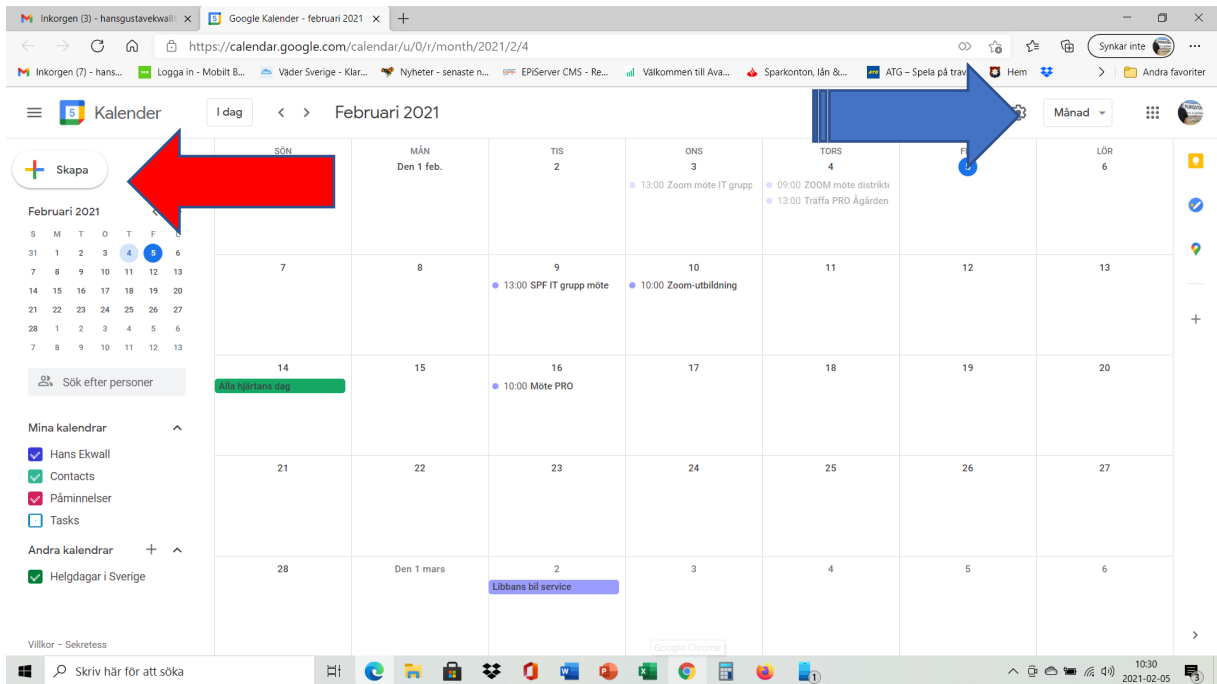 Inkorgen (3) - hansgustavekwall
Google Kalender - februari 2021
https://calendar.google.com/calendar/u/0/r/month/2021/2/4
Synkar inte
Inkorgen (7) - hans...
Logga in - Mobilt B...
Väder Sverige - Klar...
Nyheter - senaste n...
SPF EPiServer CMS - Re...
Välkommen till Ava...
Sparkonton, lån &...
ATG ATG – Spela på trav
Hem
Andra favoriter
5 Kalender
I dag
Februari 2021
Månad
Skapa
Februari 2021
S M T O T F L
31 1 2 3 4 5 6
7 8 9 10 11 12 13
14 15 16 17 18 19 20
21 22 23 24 25 26 27
28 1 2 3 4 5 6
7 8 9 10 11 12 13
Sök efter personer
Mina kalendrar
Hans Ekwall
Contacts
Påminnelser
Tasks
Andra kalendrar
Helgdagar i Sverige
Villkor – Sekretess
SÖN MÅN TIS ONS TORS LÖR
Den 1 feb. 2 3 4 5 6
13:00 Zoom möte IT grupp
09:00 ZOOM möte distrikte
13:00 Träffa PRO Ågården
7 8 9 10 11 12 13
13:00 SPF IT grupp möte
10:00 Zoom-utbildning
14 15 16 17 18 19 20
Alla hjärtans dag
10:00 Möte PRO
21 22 23 24 25 26 27
28 Den 1 mars 2 3 4 5 6
Libbans bil service
Google Chrome
Skriv här för att söka
1
10:30
2021-02-05
3